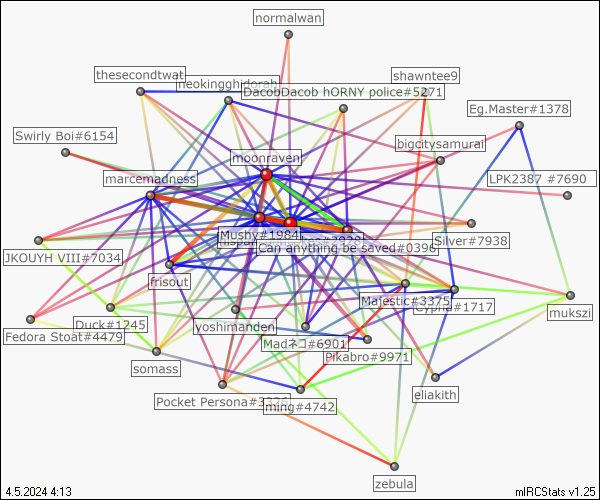 normalwan
thesecondtwat
neokingghidorah
shawntee9
DacobDacob hORNY police#5271
Eg.Master#1378
Swirly Boi#6154
bigcitysamurai
moonraven
marcemadness
LPK2387 #7690
Mushy#1984
Can anything be saved#0396
Silver#7938
JKOUYH VIII#7034
frisout
Majestic#3375
Cypria#1717
mukszi
Duck#1245
yoshimanden
Fedora Stoat#4479
Madネコ#6901
Pikabro#9971
somass
eliakith
Pocket Persona#3326
ming#4742
zebula
4.5.2024 4:13
mIRCStats v1.25